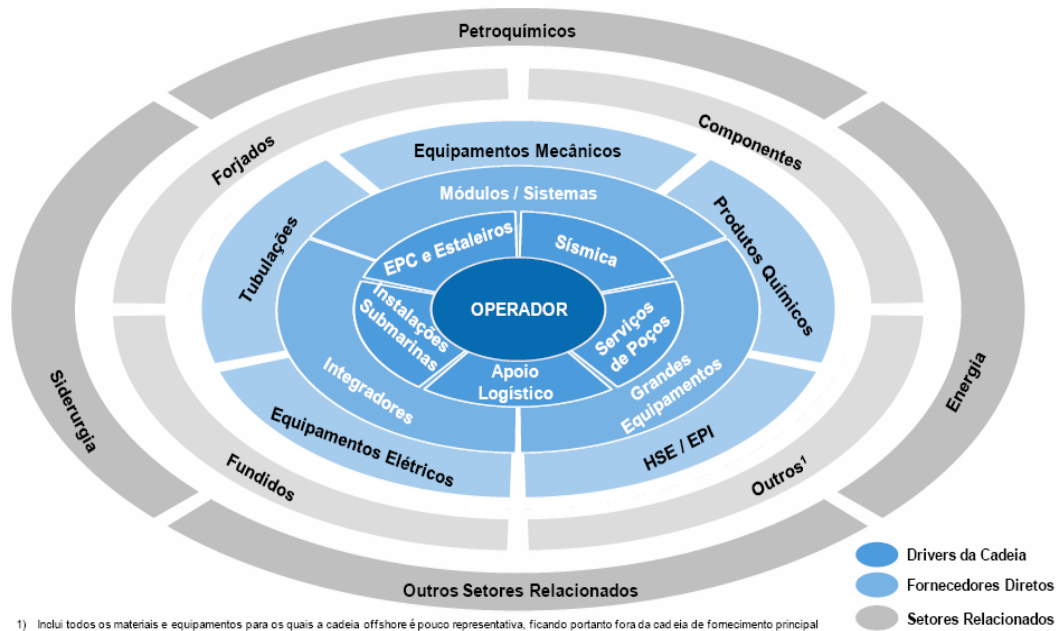 Petroquímicos
Forjados
Componentes
Equipamentos Mecânicos
Módulos / Sistemas
Tubulações
Produtos Químicos
EPC e Estaleiros
Sísmica
Instalações
Submarinas
OPERADOR
Serviços
de Poços
Apoio
Logístico
Siderurgia
Energia
Integradores
Grandes
Equipamentos
Equipamentos Elétricos
HSE / EPI
Fundidos
Outros¹
Outros Setores Relacionados
Drivers da Cadeia
Fornecedores Diretos
Setores Relacionados
1) Inclui todos os materiais e equipamentos para os quais a cadeia offshore é pouco representativa, ficando portanto fora da cadeia de fornecimento principal